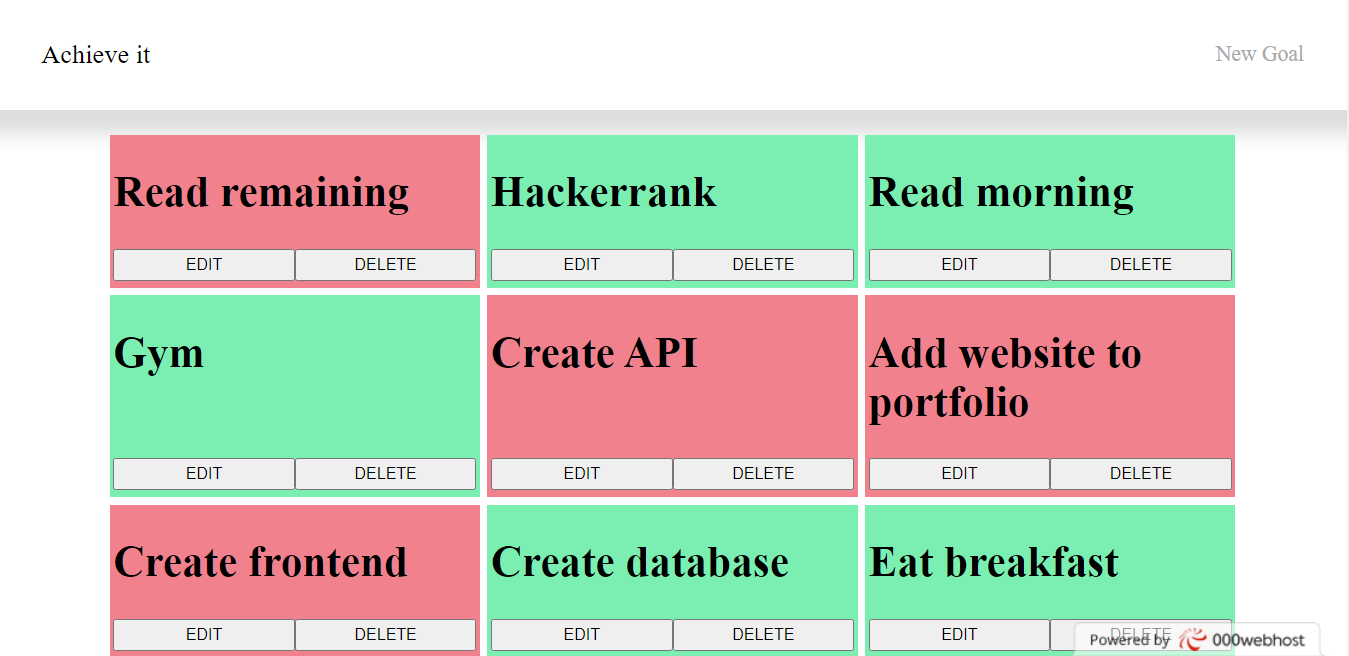 Achieve it
New Goal
Read remaining
Hackerrank
Read morning
EDIT DELETE
EDIT DELETE
EDIT DELETE
Gym
Create API
Add website to
portfolio
EDIT DELETE
EDIT DELETE
EDIT DELETE
Create frontend
Create database
Eat breakfast
EDIT DELETE
EDIT DELETE
EDIT DELETE
Powered by 000webhost